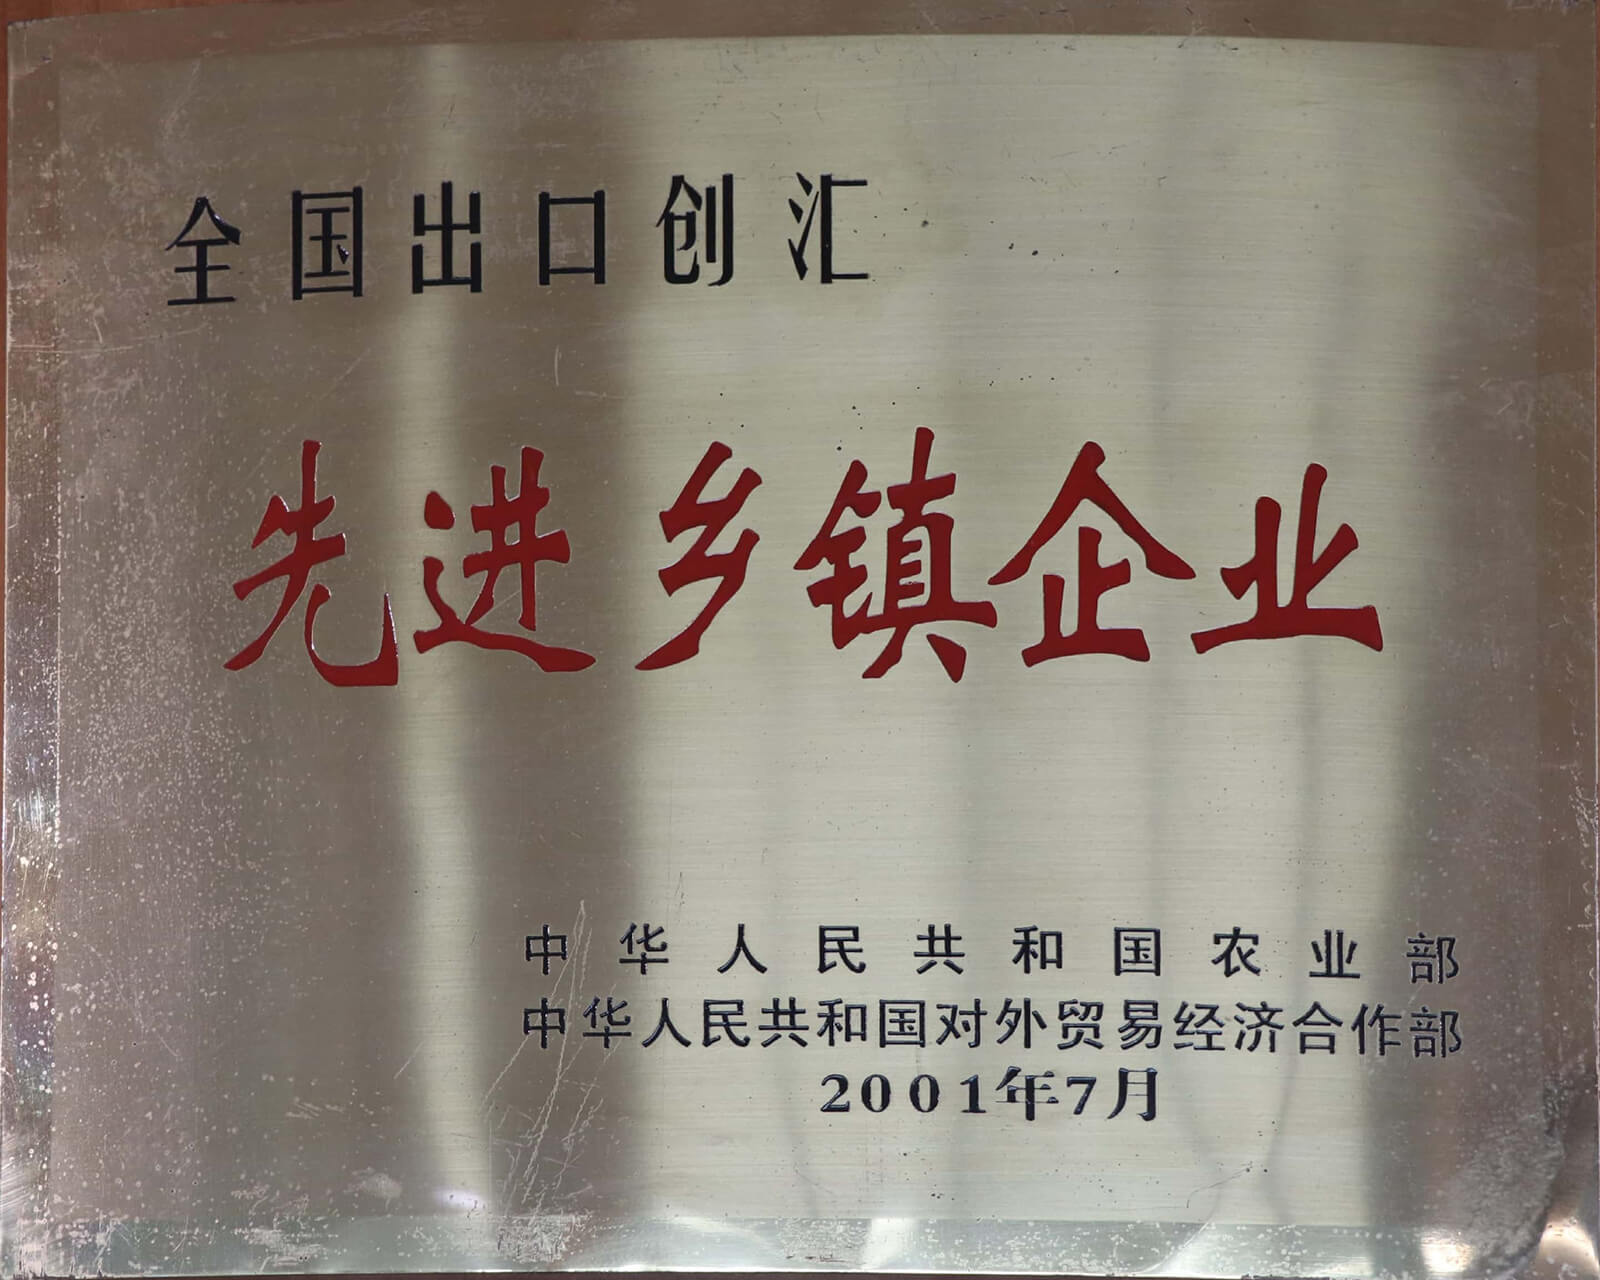 全国出口创汇
先进乡镇企业
中华人民共和国农业部
中华人民共和国对外贸易经济合作部
2001年7月